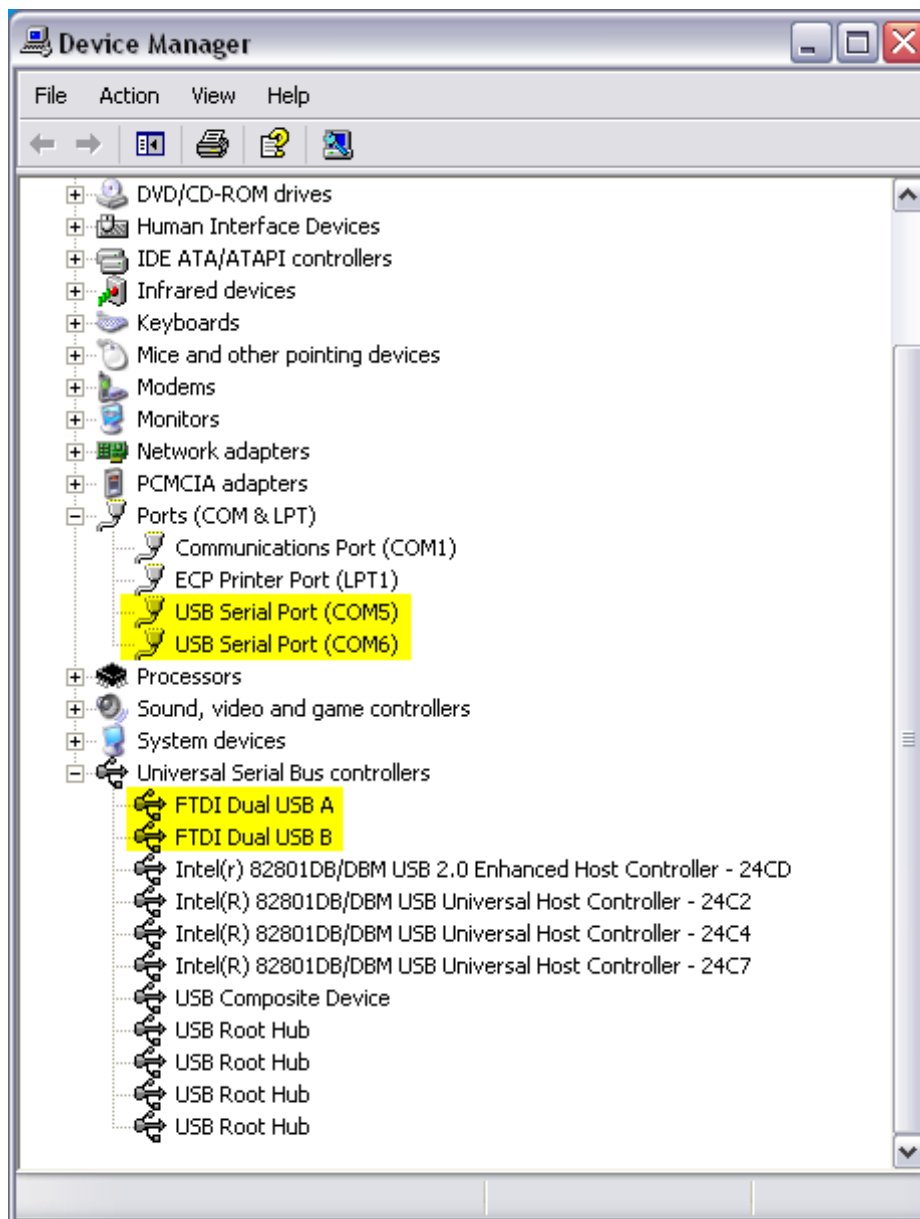 Device Manager
File Action View Help
DVD/CD-ROM drives
Human Interface Devices
IDE ATA/ATAPI controllers
Infrared devices
Keyboards
Mice and other pointing devices
Modems
Monitors
Network adapters
PCMCIA adapters
Ports (COM & LPT)
Communications Port (COM1)
ECP Printer Port (LPT1)
USB Serial Port (COM5)
USB Serial Port (COM6)
Processors
Sound, video and game controllers
System devices
Universal Serial Bus controllers
FTDI Dual USB A
FTDI Dual USB B
Intel(r) 82801DB/DBM USB 2.0 Enhanced Host Controller - 24CD
Intel(R) 82801DB/DBM USB Universal Host Controller - 24C2
Intel(R) 82801DB/DBM USB Universal Host Controller - 24C4
Intel(R) 82801DB/DBM USB Universal Host Controller - 24C7
USB Composite Device
USB Root Hub
USB Root Hub
USB Root Hub
USB Root Hub